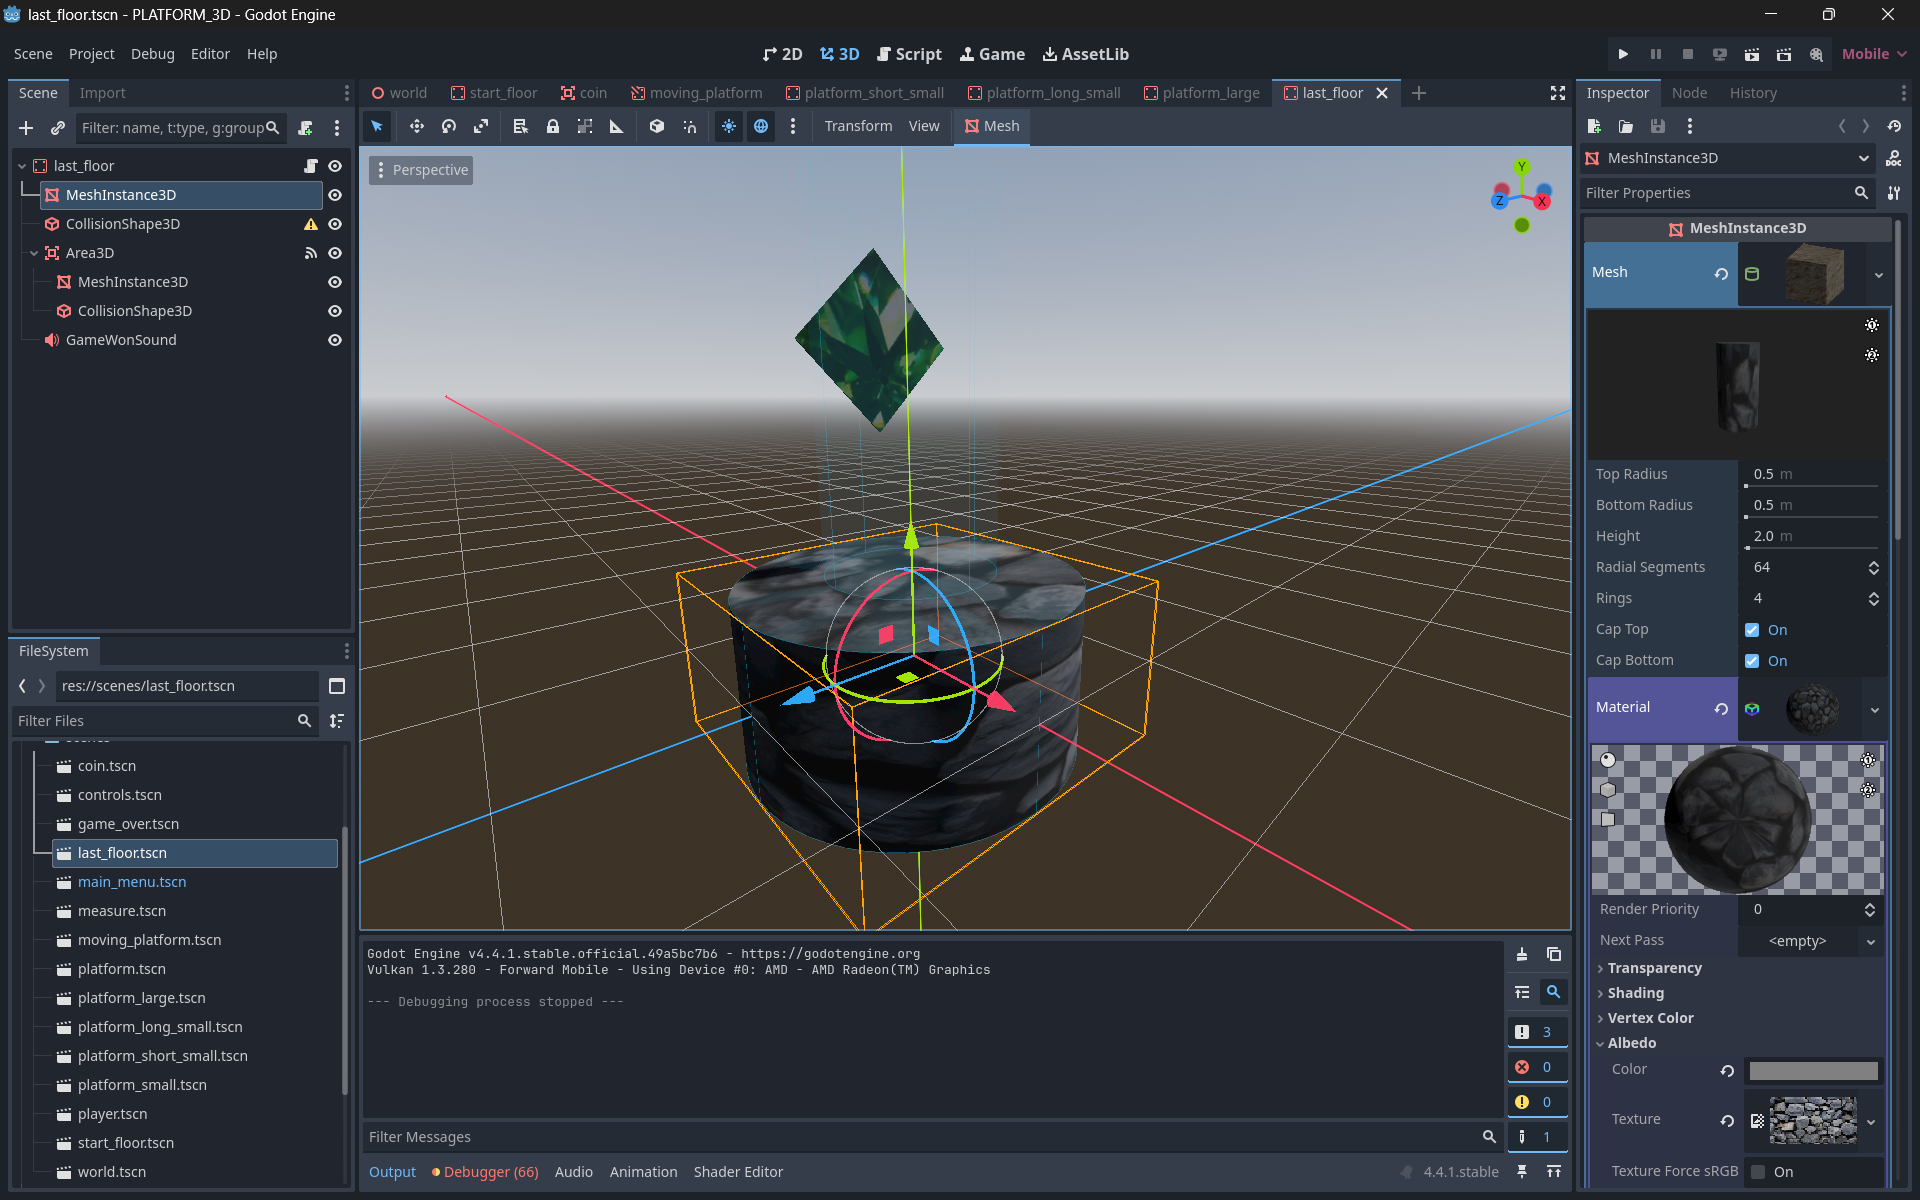 last_floor.tscn - PLATFORM_3D - Godot Engine
Scene Project Debug Editor Help
2D 3D Script Game AssetLib
Mobile
Scene Import
world start_floor coin moving_platform platform_short_small platform_long_small platform_large last_floor
Inspector Node History
Filter: name, t:type, g:group
Transform View Mesh
last_floor
MeshInstance3D
CollisionShape3D
Area3D
MeshInstance3D
CollisionShape3D
GameWonSound
Perspective
Y
Z
X
MeshInstance3D
DOC
Filter Properties
MeshInstance3D
Mesh
1
2
Top Radius 0.5 m
Bottom Radius 0.5 m
Height 2.0 m
Radial Segments 64
Rings 4
Cap Top On
Cap Bottom On
Material
1
2
Render Priority 0
Next Pass <empty>
Transparency
Shading
Vertex Color
Albedo
Color
Texture
Texture Force sRGB On
FileSystem
res://scenes/last_floor.tscn
Filter Files
coin.tscn
controls.tscn
game_over.tscn
last_floor.tscn
main_menu.tscn
measure.tscn
moving_platform.tscn
platform.tscn
platform_large.tscn
platform_long_small.tscn
platform_short_small.tscn
platform_small.tscn
player.tscn
start_floor.tscn
world.tscn
Godot Engine v4.4.1.stable.official.49a5bc7b6 - https://godotengine.org
Vulkan 1.3.280 - Forward Mobile - Using Device #0: AMD - AMD Radeon(TM) Graphics
--- Debugging process stopped ---
3
0
0
1
Filter Messages
Output Debugger (66) Audio Animation Shader Editor
4.4.1.stable